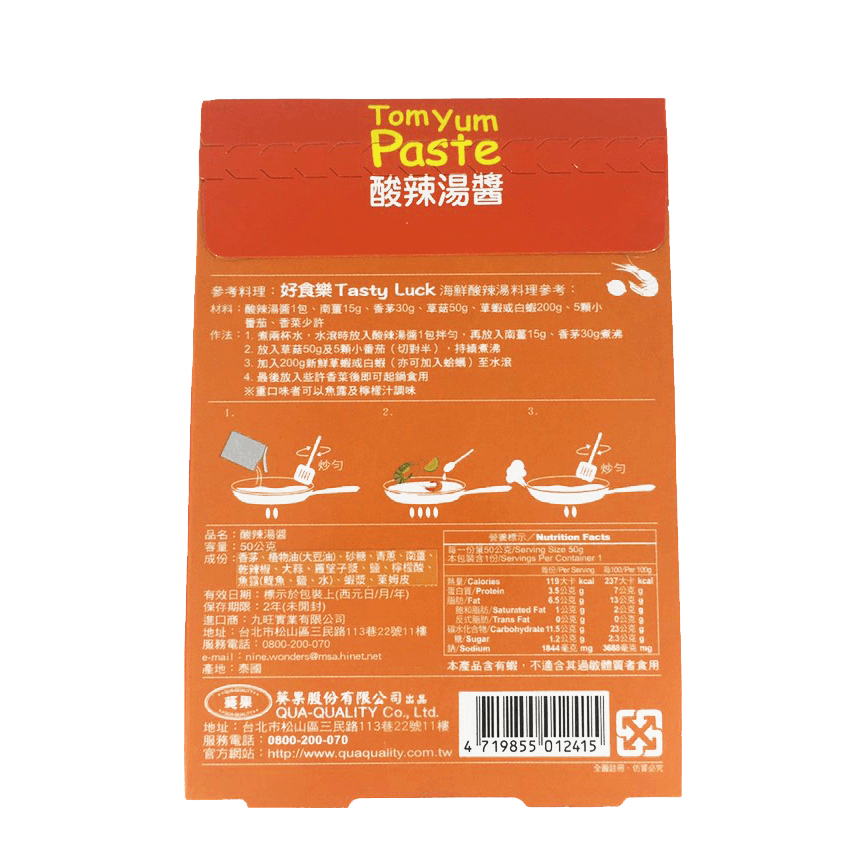 Tom Yum
Paste
酸辣湯醬
參考料理：好食樂 Tasty Luck 海鮮酸辣湯料理參考：
材料：酸辣湯醬1包、南薑15g、香茅30g、草菇50g、草蝦或白蝦200g、5顆小
番茄、香菜少許
作法：1. 煮兩杯水，水滾時放入酸辣湯醬1包拌勻，再放入南薑15g、香茅30g煮沸
2. 放入草菇50g及5顆小番茄（切對半），持續煮沸
3. 加入200g新鮮草蝦或白蝦（亦可加入蛤蠣）至水滾
4. 最後放入些許香菜後即可起鍋食用
※重口味者可以魚露及檸檬汁調味
1. 2. 3.
炒勻 炒勻
品名：酸辣湯醬
容量：50公克
成份：香茅、植物油(大豆油)、砂糖、青蔥、南薑、
乾辣椒、大蒜、羅望子漿、鹽、檸檬酸、
魚露(鯷魚、鹽、水)、蝦漿、萊姆皮
有效日期：標示於包裝上(西元日/月/年)
保存期限：2年(未開封)
進口商：九旺實業有限公司
地址：台北市松山區三民路113巷22號11樓
服務電話：0800-200-070
e-mail：nine.wonders@msa.hinet.net
產地：泰國
營養標示/Nutrition Facts
每一份量50公克/Serving Size 50g
本包裝含1份/Servings Per Container 1
每份/Per Serving 每100/Per 100g
熱量/Calories 119大卡 kcal 237大卡 kcal
蛋白質/Protein 3.5公克 g 7公克 g
脂肪/Fat 6.5公克 g 13公克 g
飽和脂肪/Saturated Fat 1公克 g 2公克 g
反式脂肪/Trans Fat 0公克 g 0公克 g
碳水化合物/Carbohydrate 11.5公克 g 23公克 g
糖/Sugar 1.2公克 g 2.3公克 g
鈉/Sodium 1844毫克 mg 3688毫克 mg
本產品含有蝦，不適合其過敏體質者食用
葵果
葵果股份有限公司出品
QUA-QUALITY Co., Ltd.
地址：台北市松山區三民路113巷22號11樓
服務電話：0800-200-070
官方網站：http://www.quaquality.com.tw
4 719855 012415
全圖註冊、仿冒必究